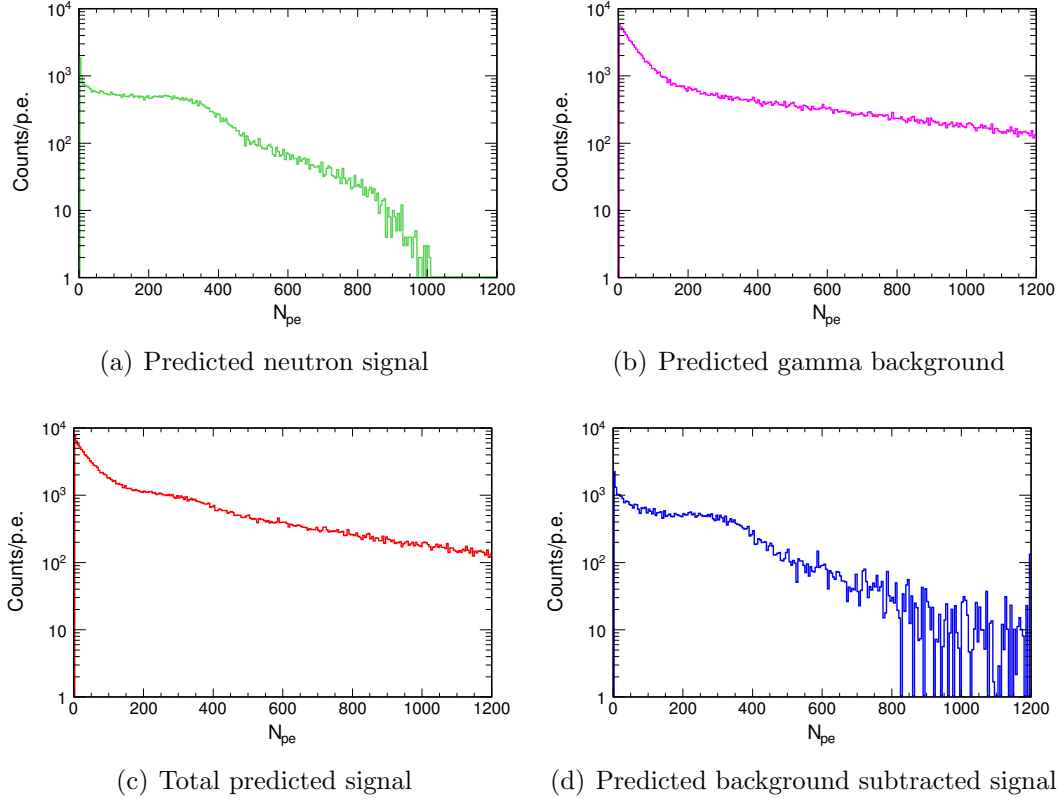 10^4
10^3
10^2
10
1
Counts/p.e.
0 200 400 600 800 1000 1200
N_pe
(a) Predicted neutron signal
10^4
10^3
10^2
10
1
Counts/p.e.
0 200 400 600 800 1000 1200
N_pe
(b) Predicted gamma background
10^4
10^3
10^2
10
1
Counts/p.e.
0 200 400 600 800 1000 1200
N_pe
(c) Total predicted signal
10^4
10^3
10^2
10
1
Counts/p.e.
0 200 400 600 800 1000 1200
N_pe
(d) Predicted background subtracted signal